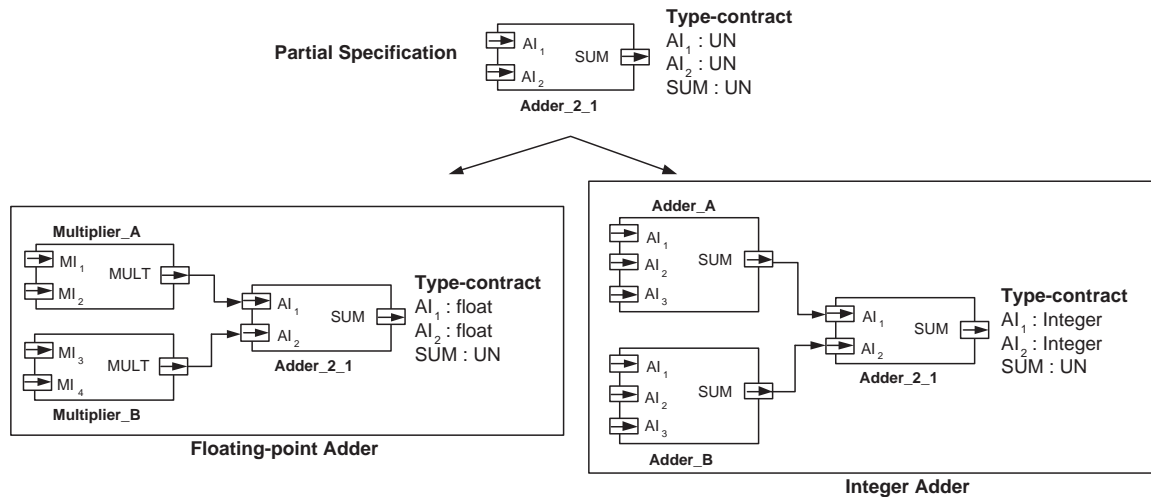 Partial Specification
AI1
AI2
SUM
Adder_2_1
Type-contract
AI1 : UN
AI2 : UN
SUM : UN
Multiplier_A
MI1
MI2
MULT
MI3
MI4
MULT
Multiplier_B
AI1
AI2
SUM
Adder_2_1
Type-contract
AI1 : float
AI2 : float
SUM : UN
Floating-point Adder
Adder_A
AI1
AI2
AI3
SUM
AI1
AI2
AI3
SUM
Adder_B
AI1
AI2
SUM
Adder_2_1
Type-contract
AI1 : Integer
AI2 : Integer
SUM : UN
Integer Adder